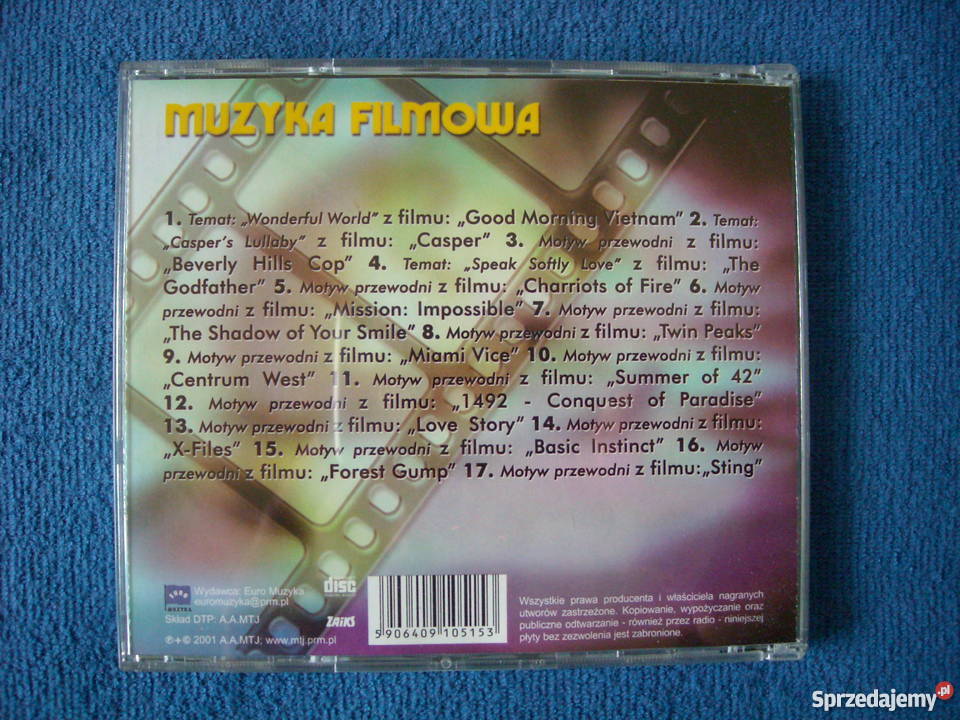 MUZYKA FILMOWA
1. Temat: „Wonderful World" z filmu: „Good Morning Vietnam" 2. Temat:
„Casper's Lullaby" z filmu: „Casper" 3. Motyw przewodni z filmu:
„Beverly Hills Cop" 4. Temat: „Speak Softly Love" z filmu: „The
Godfather" 5. Motyw przewodni z filmu: „Charriots of Fire" 6. Motyw
przewodni z filmu: „Mission: Impossible" 7. Motyw przewodni z filmu:
„The Shadow of Your Smile" 8. Motyw przewodni z filmu: „Twin Peaks"
9. Motyw przewodni z filmu: „Miami Vice" 10. Motyw przewodni z filmu:
„Centrum West" 11. Motyw przewodni z filmu: „Summer of 42"
12. Motyw przewodni z filmu: „1492 - Conquest of Paradise"
13. Motyw przewodni z filmu: „Love Story" 14. Motyw przewodni z filmu:
„X-Files" 15. Motyw przewodni z filmu: „Basic Instinct" 16. Motyw
przewodni z filmu: „Forest Gump" 17. Motyw przewodni z filmu:„Sting"
EURO
MUZYKA
Wydawca: Euro Muzyka
euromuzyka@prm.pl
Skład DTP: A.A.MTJ
℗+© 2001 A.A.MTJ; www.mtj.prm.pl
disc
ZAIKS
5 906409 105153
Wszystkie prawa producenta i właściciela nagranych
utworów zastrzeżone. Kopiowanie, wypożyczanie oraz
publiczne odtwarzanie - również przez radio - niniejszej
płyty bez zezwolenia jest zabronione.
Sprzedajemy.pl